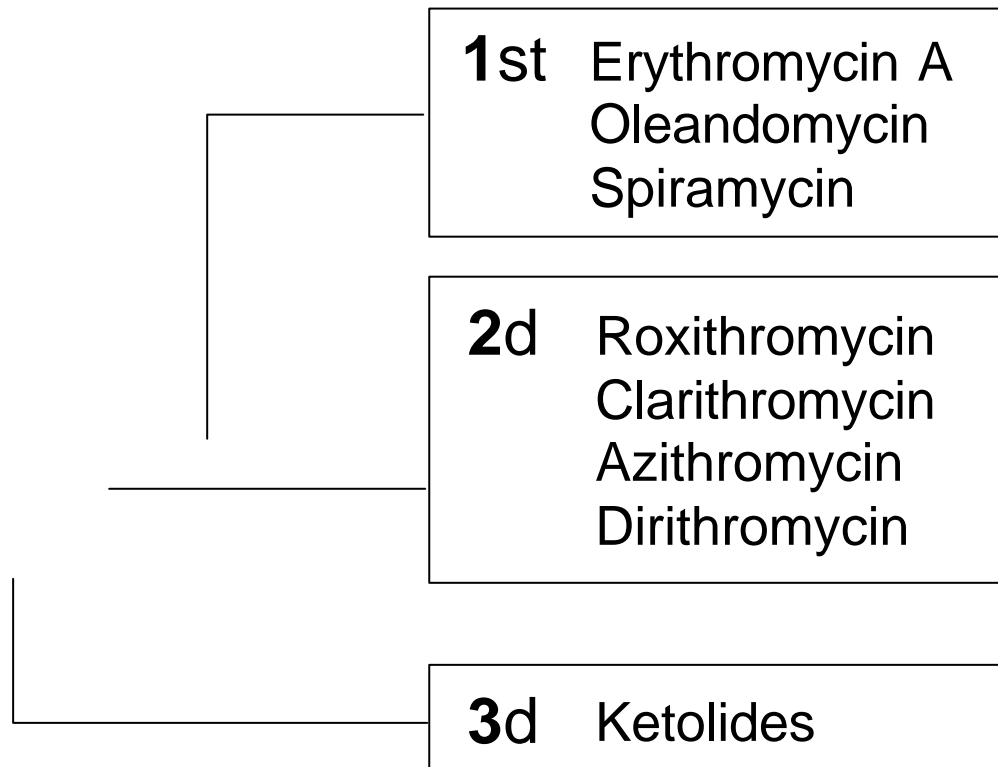 1st Erythromycin A
Oleandomycin
Spiramycin
2d Roxithromycin
Clarithromycin
Azithromycin
Dirithromycin
3d Ketolides